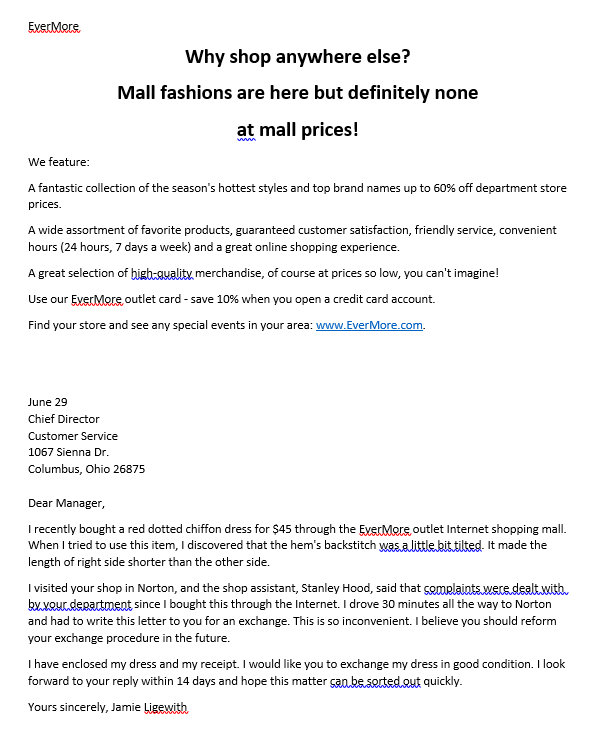 EverMore
Why shop anywhere else?
Mall fashions are here but definitely none
at mall prices!
We feature:
A fantastic collection of the season's hottest styles and top brand names up to 60% off department store
prices.
A wide assortment of favorite products, guaranteed customer satisfaction, friendly service, convenient
hours (24 hours, 7 days a week) and a great online shopping experience.
A great selection of high-quality merchandise, of course at prices so low, you can't imagine!
Use our EverMore outlet card - save 10% when you open a credit card account.
Find your store and see any special events in your area: www.EverMore.com.
June 29
Chief Director
Customer Service
1067 Sienna Dr.
Columbus, Ohio 26875
Dear Manager,
I recently bought a red dotted chiffon dress for $45 through the EverMore outlet Internet shopping mall.
When I tried to use this item, I discovered that the hem's backstitch was a little bit tilted. It made the
length of right side shorter than the other side.
I visited your shop in Norton, and the shop assistant, Stanley Hood, said that complaints were dealt with
by your department since I bought this through the Internet. I drove 30 minutes all the way to Norton
and had to write this letter to you for an exchange. This is so inconvenient. I believe you should reform
your exchange procedure in the future.
I have enclosed my dress and my receipt. I would like you to exchange my dress in good condition. I look
forward to your reply within 14 days and hope this matter can be sorted out quickly.
Yours sincerely, Jamie Ligewith